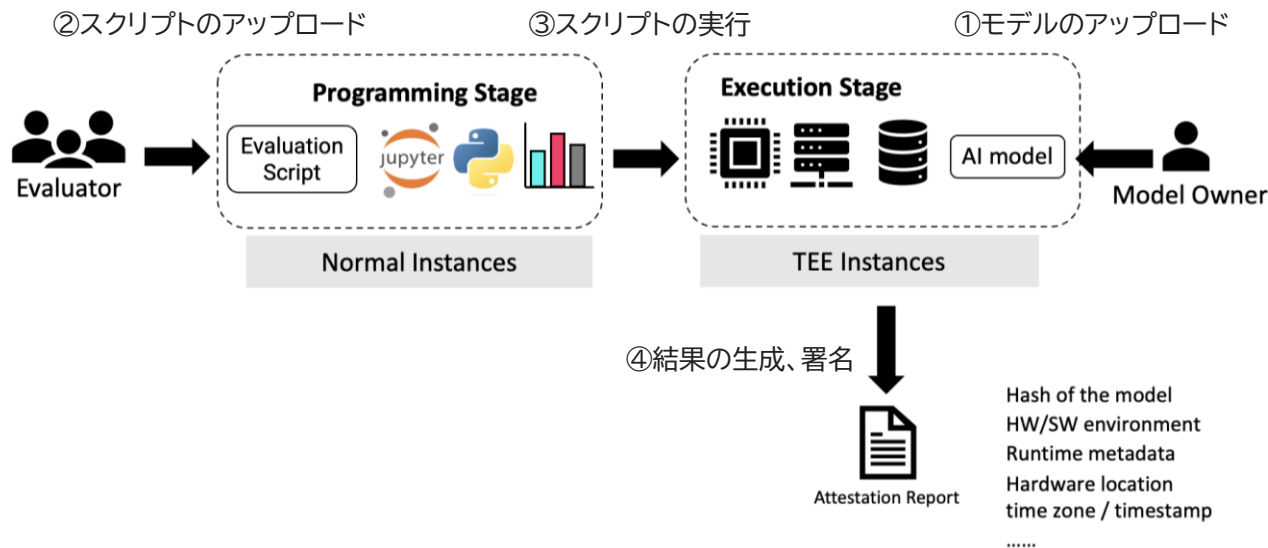 ②スクリプトのアップロード
③スクリプトの実行
①モデルのアップロード
Programming Stage
Evaluation
Script
jupyter
Evaluator
Normal Instances
Execution Stage
AI model
Model Owner
TEE Instances
④結果の生成、署名
Attestation Report
Hash of the model
HW/SW environment
Runtime metadata
Hardware location
time zone / timestamp
......